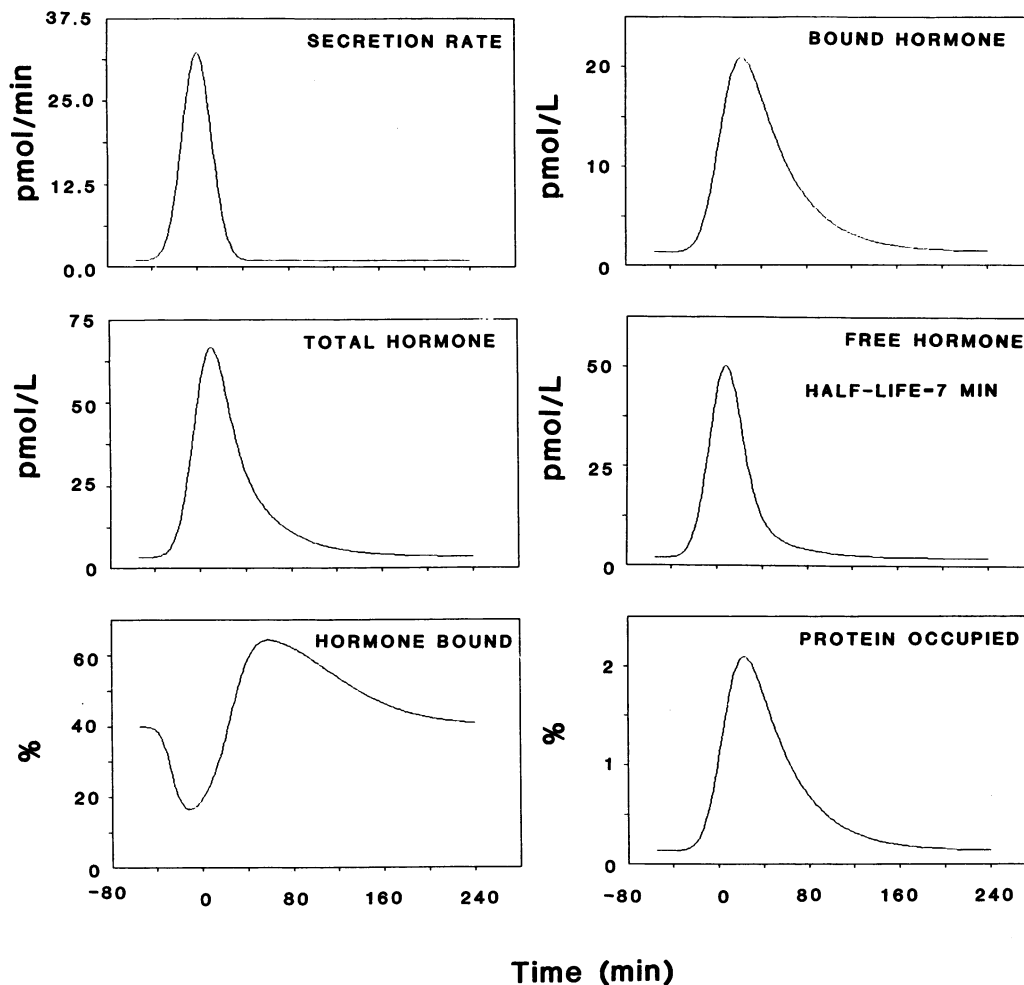 SECRETION RATE
37.5
25.0
12.5
0.0
pmol/min
BOUND HORMONE
20
10
0
pmol/L
TOTAL HORMONE
75
50
25
0
pmol/L
FREE HORMONE
HALF-LIFE-7 MIN
50
25
0
pmol/L
HORMONE BOUND
60
40
20
0
%
-80 0 80 160 240
PROTEIN OCCUPIED
2
1
0
%
-80 0 80 160 240
Time (min)